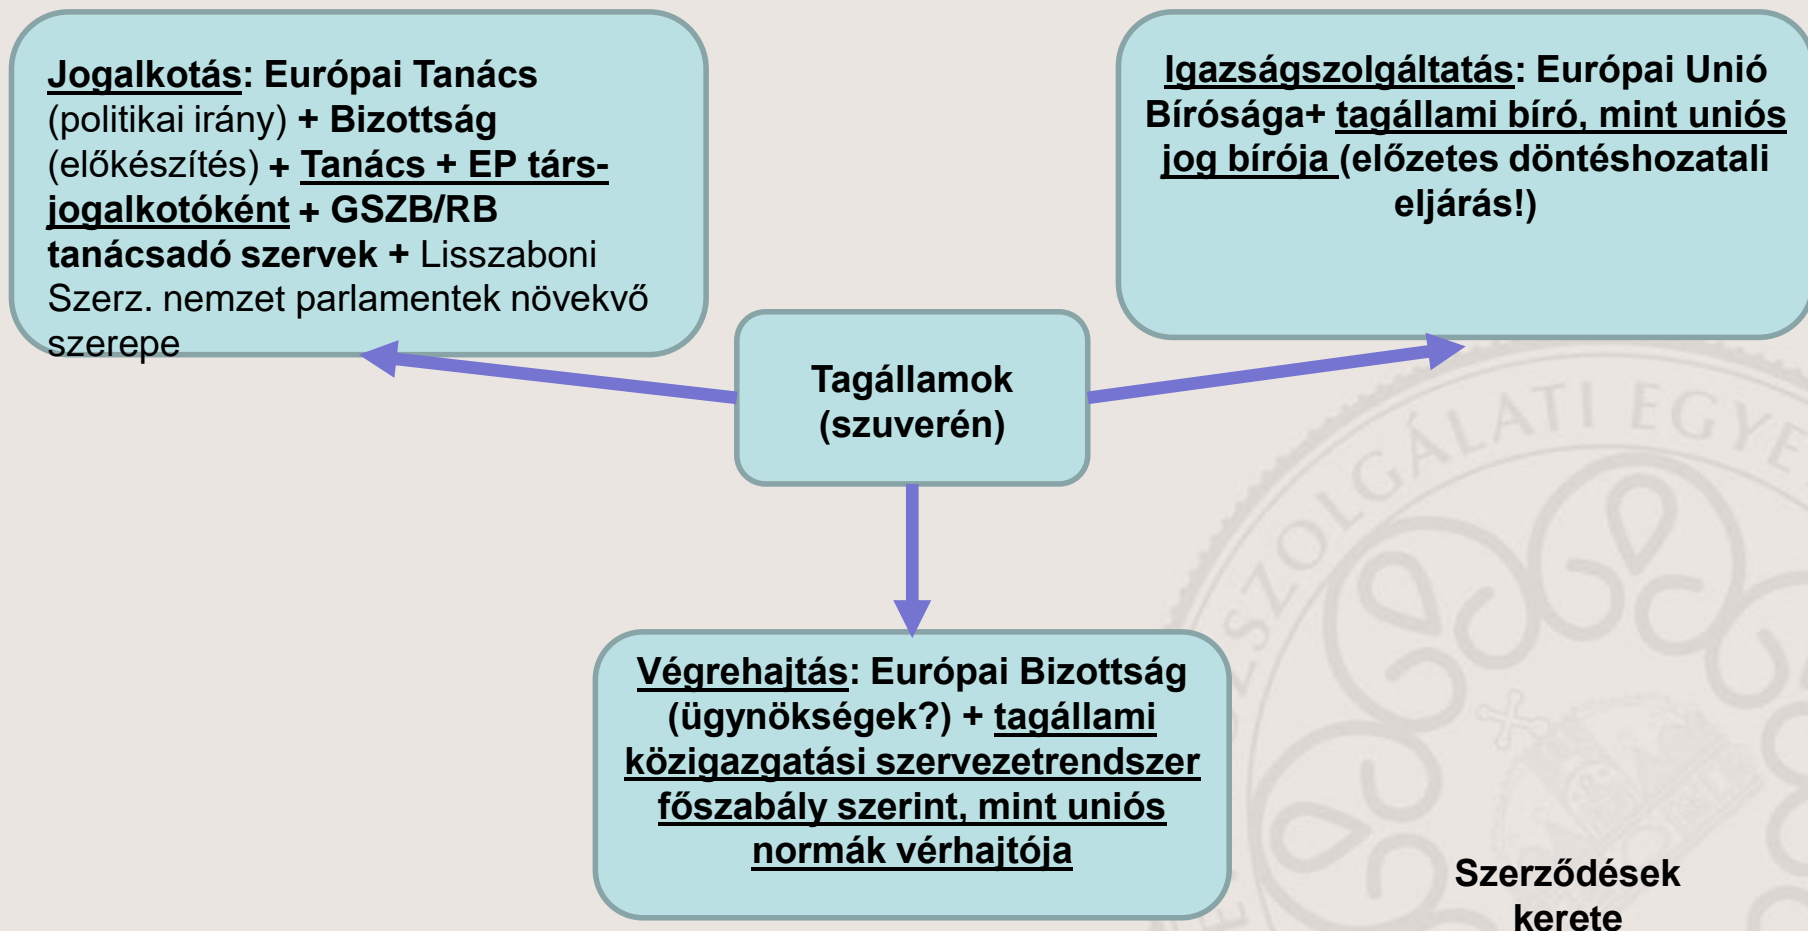 Jogalkotás: Európai Tanács
(politikai irány) + Bizottság
(előkészítés) + Tanács + EP társ-
jogalkotóként + GSZB/RB
tanácsadó szervek + Lisszaboni
Szerz. nemzet parlamentek növekvő
szerepe
Igazságszolgáltatás: Európai Unió
Bírósága+ tagállami bíró, mint uniós
jog bírója (előzetes döntéshozatali
eljárás!)
Tagállamok
(szuverén)
Végrehajtás: Európai Bizottság
(ügynökségek?) + tagállami
közigazgatási szervezetrendszer
főszabály szerint, mint uniós
normák vérhajtója
Szerződések
kerete